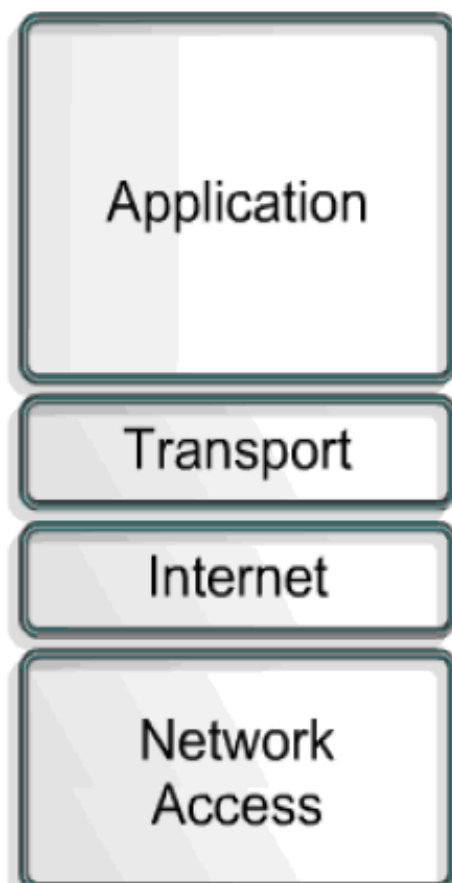 Application
Transport
Internet
Network
Access